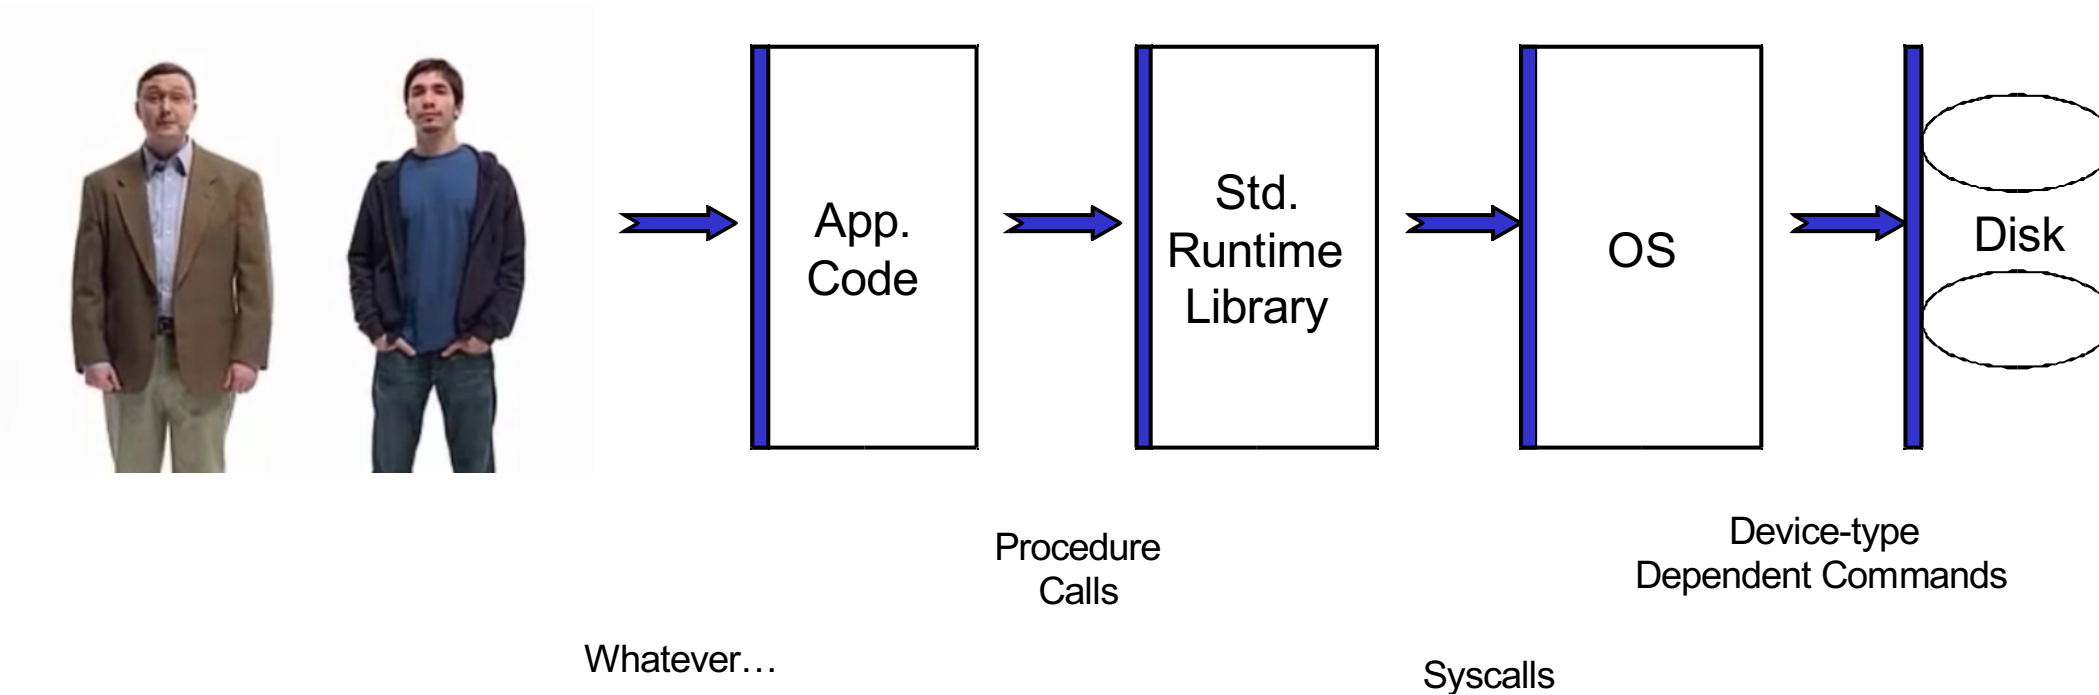 App.
Code
Std.
Runtime
Library
OS
Disk
Procedure
Calls
Device-type
Dependent Commands
Whatever…
Syscalls